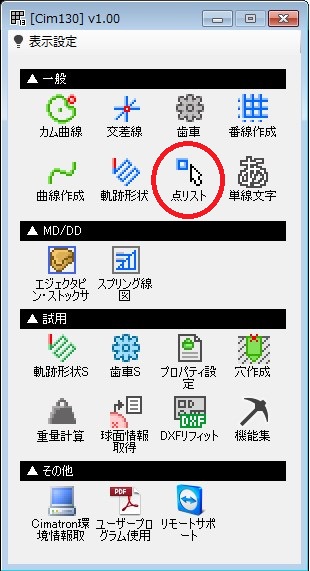 [Cim130] v1.00
表示設定
▲ 一般
カム曲線 交差線 歯車 番線作成
曲線作成 軌跡形状 点リスト 単線文字
▲ MD/DD
エジェクタピ スプリング線
ン・ストックサ 図
▲ 試用
軌跡形状S 歯車S プロパティ設 穴作成
定
重量計算 球面情報 DXFリフィット 機能集
取得
▲ その他
Cimatron環 ユーザープロ リモートサポ
境情報取 グラム使用 ート